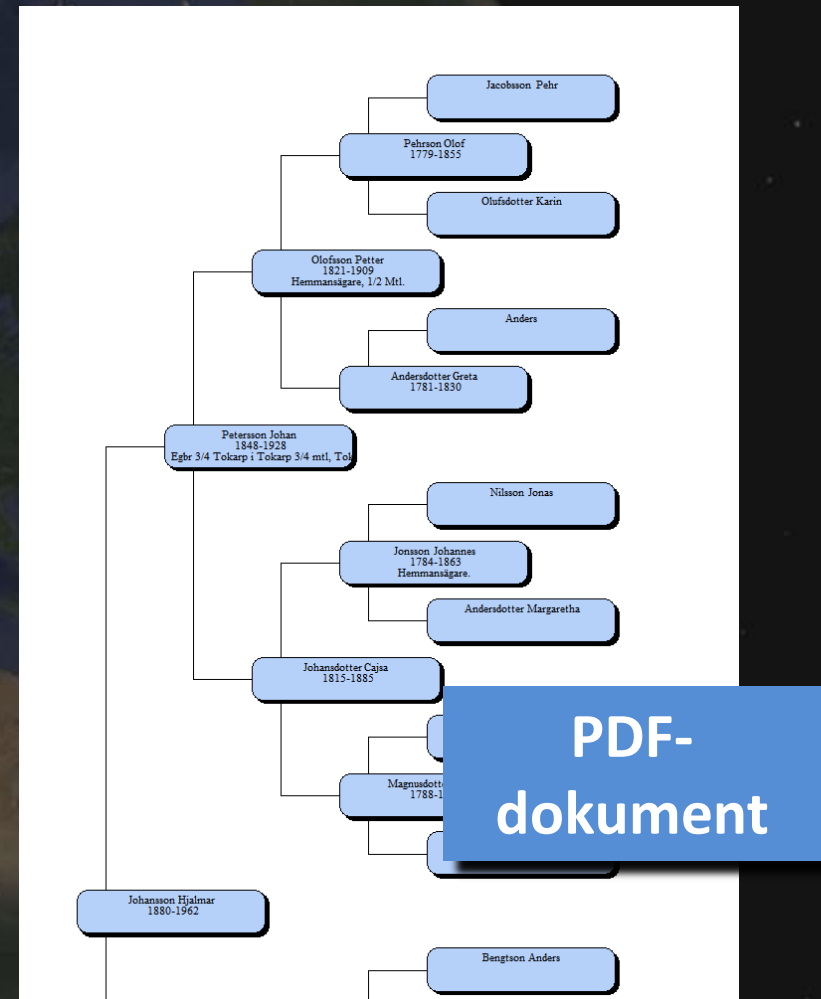 Jacobsson Pehr
Pehrson Olof
1779-1855
Olufsdotter Karin
Olofsson Petter
1821-1909
Hemmansägare, 1/2 Mtl.
Anders
Andersdotter Greta
1781-1830
Petersson Johan
1848-1928
Egbr 3/4 Tokarp i Tokarp 3/4 mtl,
Nilsson Jonas
Jonsson Johannes
1784-1863
Hemmansägare.
Andersdotter Margaretha
Johansdotter Cajsa
1815-1885
PDF-
dokument
1788-1
Johansson Hjalmar
1880-1962
Bengtson Anders